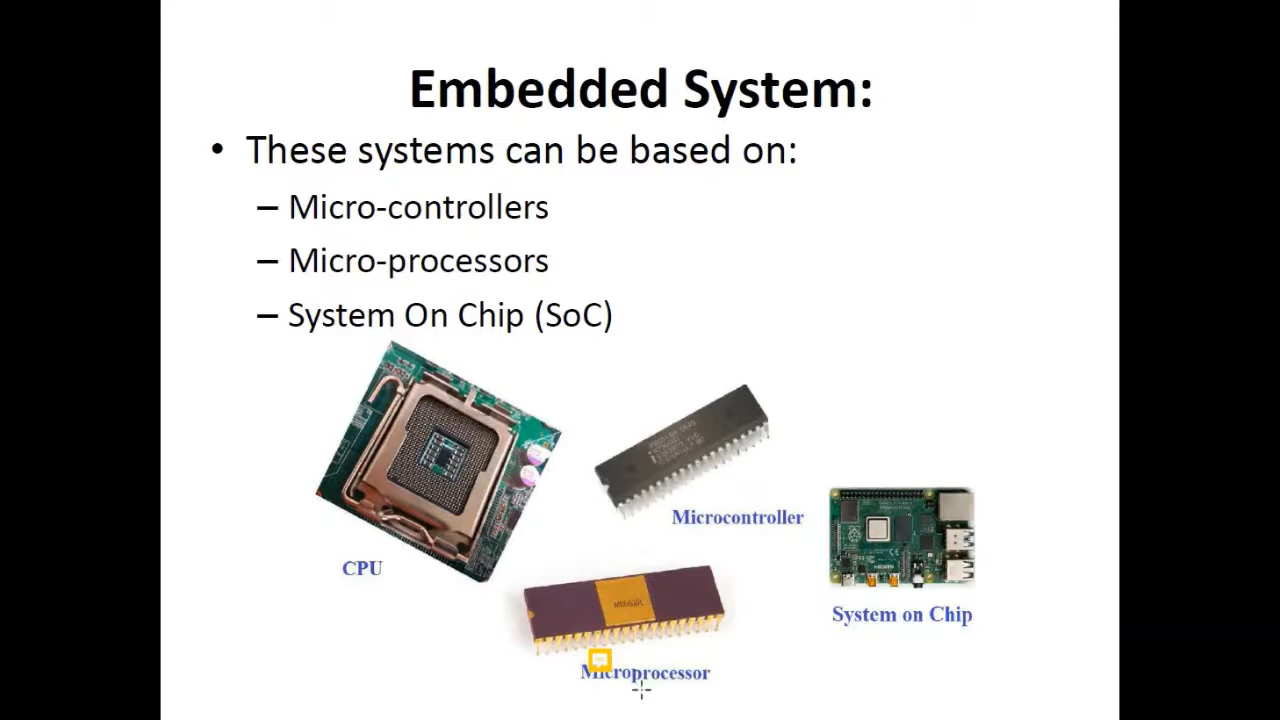 Embedded System:
• These systems can be based on:
– Micro-controllers
– Micro-processors
– System On Chip (SoC)
Microcontroller
CPU
System on Chip
Microprocessor